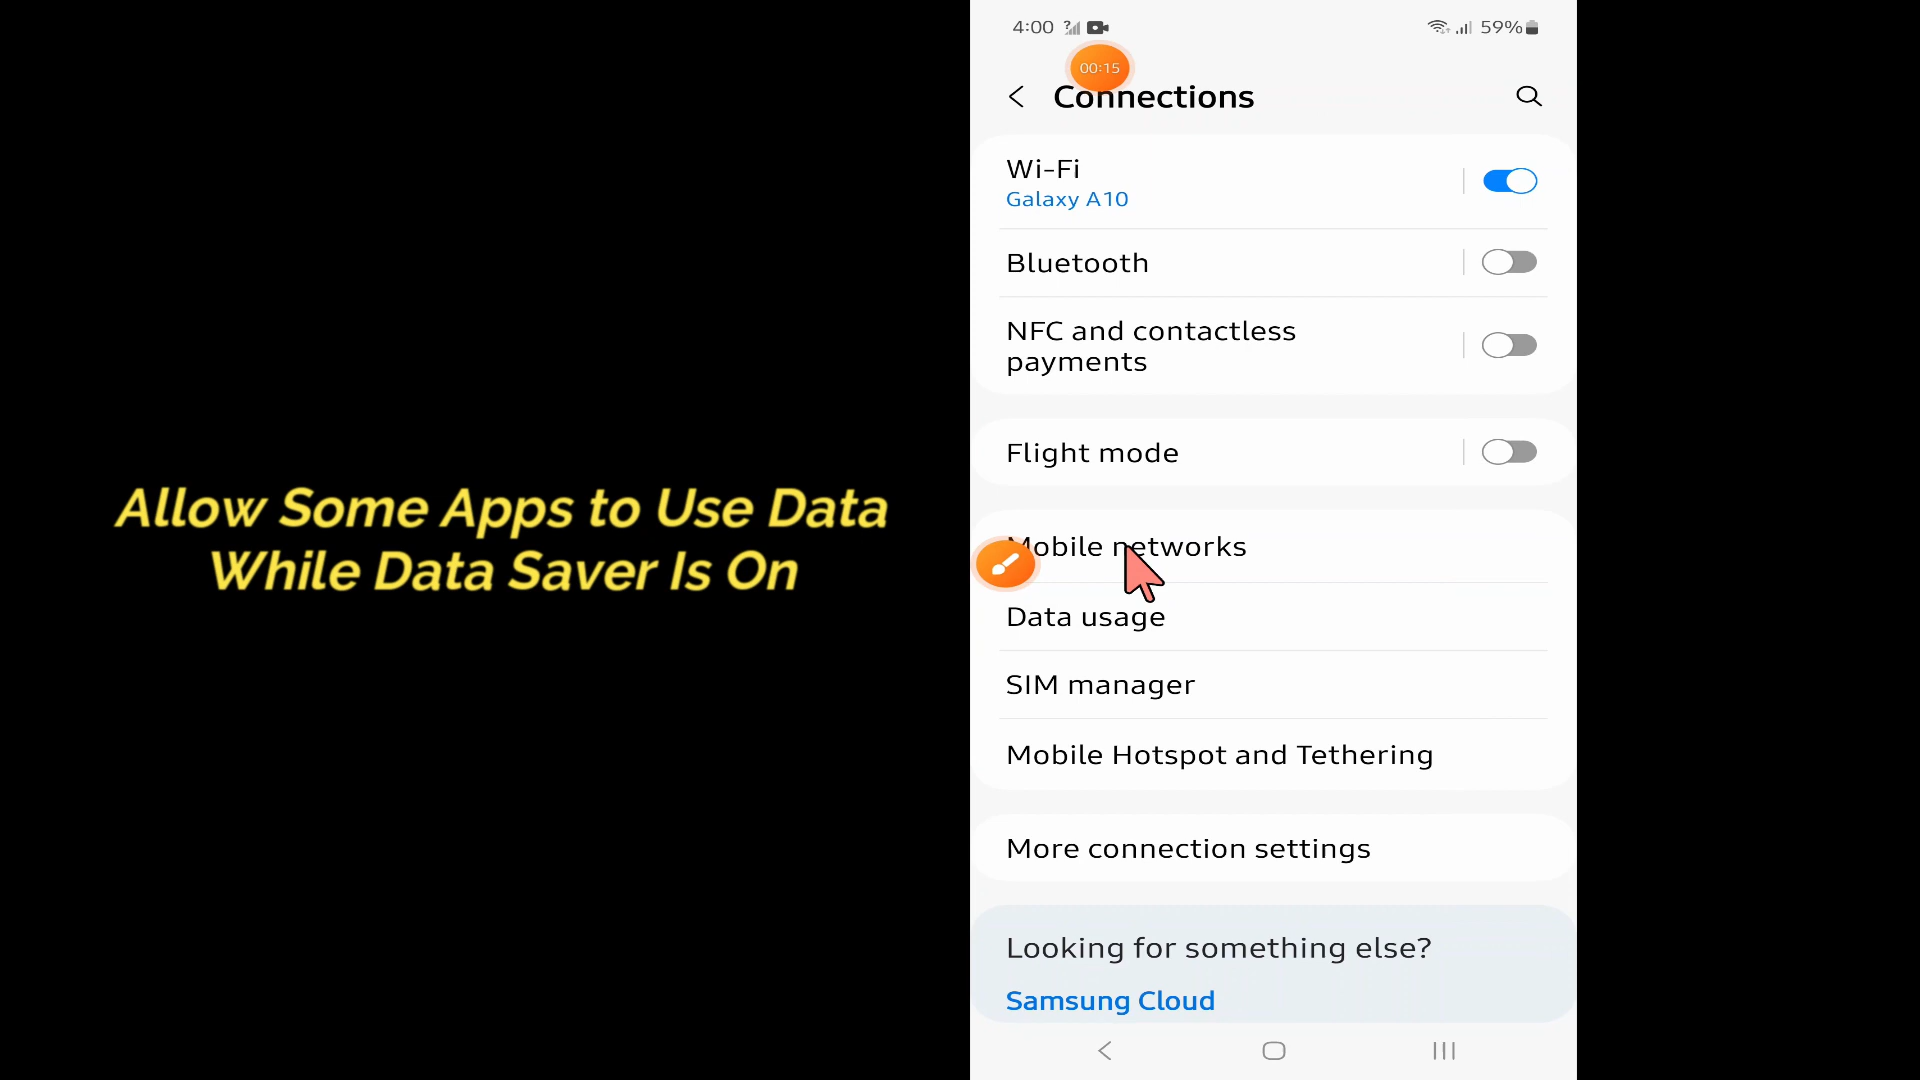 Allow Some Apps to Use Data
While Data Saver Is On
4:00
59%
00:15
Connections
Wi-Fi
Galaxy A10
Bluetooth
NFC and contactless
payments
Flight mode
Mobile networks
Data usage
SIM manager
Mobile Hotspot and Tethering
More connection settings
Looking for something else?
Samsung Cloud